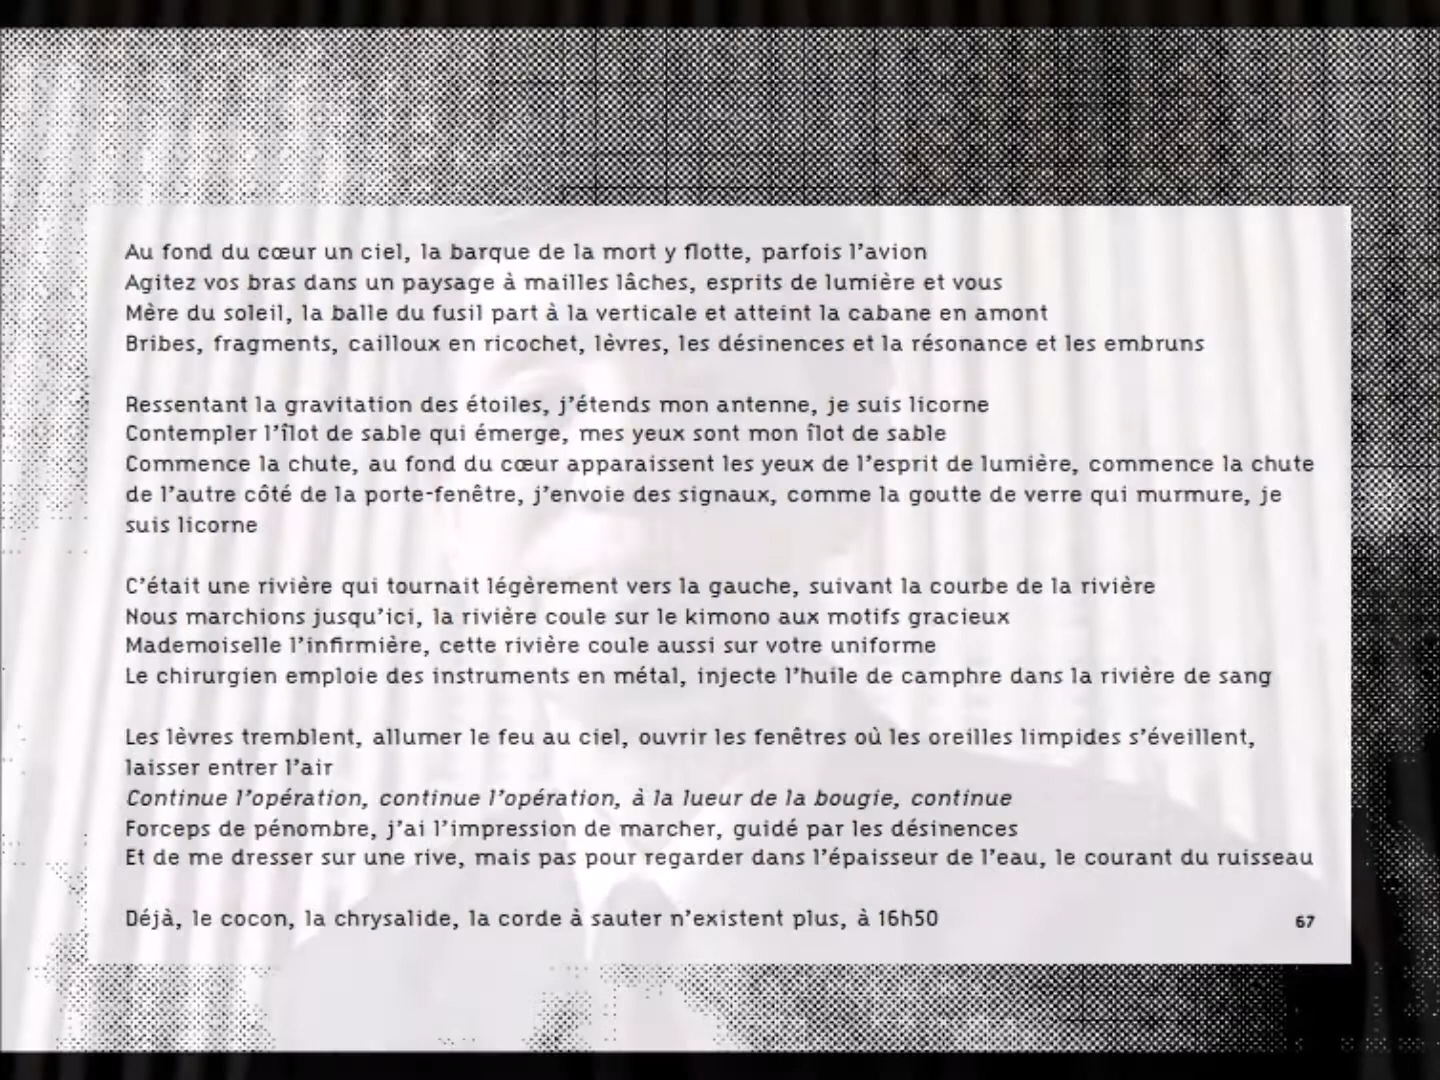 Au fond du cœur un ciel, la barque de la mort y flotte, parfois l’avion
Agitez vos bras dans un paysage à mailles lâches, esprits de lumière et vous
Mère du soleil, la balle du fusil part à la verticale et atteint la cabane en amont
Bribes, fragments, cailloux en ricochet, lèvres, les désinences et la résonance et les embruns
Ressentant la gravitation des étoiles, j’étends mon antenne, je suis licorne
Contempler l’îlot de sable qui émerge, mes yeux sont mon îlot de sable
Commence la chute, au fond du cœur apparaissent les yeux de l’esprit de lumière, commence la chute
de l’autre côté de la porte-fenêtre, j’envoie des signaux, comme la goutte de verre qui murmure, je
suis licorne
C’était une rivière qui tournait légèrement vers la gauche, suivant la courbe de la rivière
Nous marchions jusqu’ici, la rivière coule sur le kimono aux motifs gracieux
Mademoiselle l’infirmière, cette rivière coule aussi sur votre uniforme
Le chirurgien emploie des instruments en métal, injecte l’huile de camphre dans la rivière de sang
Les lèvres tremblent, allumer le feu au ciel, ouvrir les fenêtres où les oreilles limpides s’éveillent,
laisser entrer l’air
Continue l’opération, continue l’opération, à la lueur de la bougie, continue
Forceps de pénombre, j’ai l’impression de marcher, guidé par les désinences
Et de me dresser sur une rive, mais pas pour regarder dans l’épaisseur de l’eau, le courant du ruisseau
Déjà, le cocon, la chrysalide, la corde à sauter n’existent plus, à 16h50
67